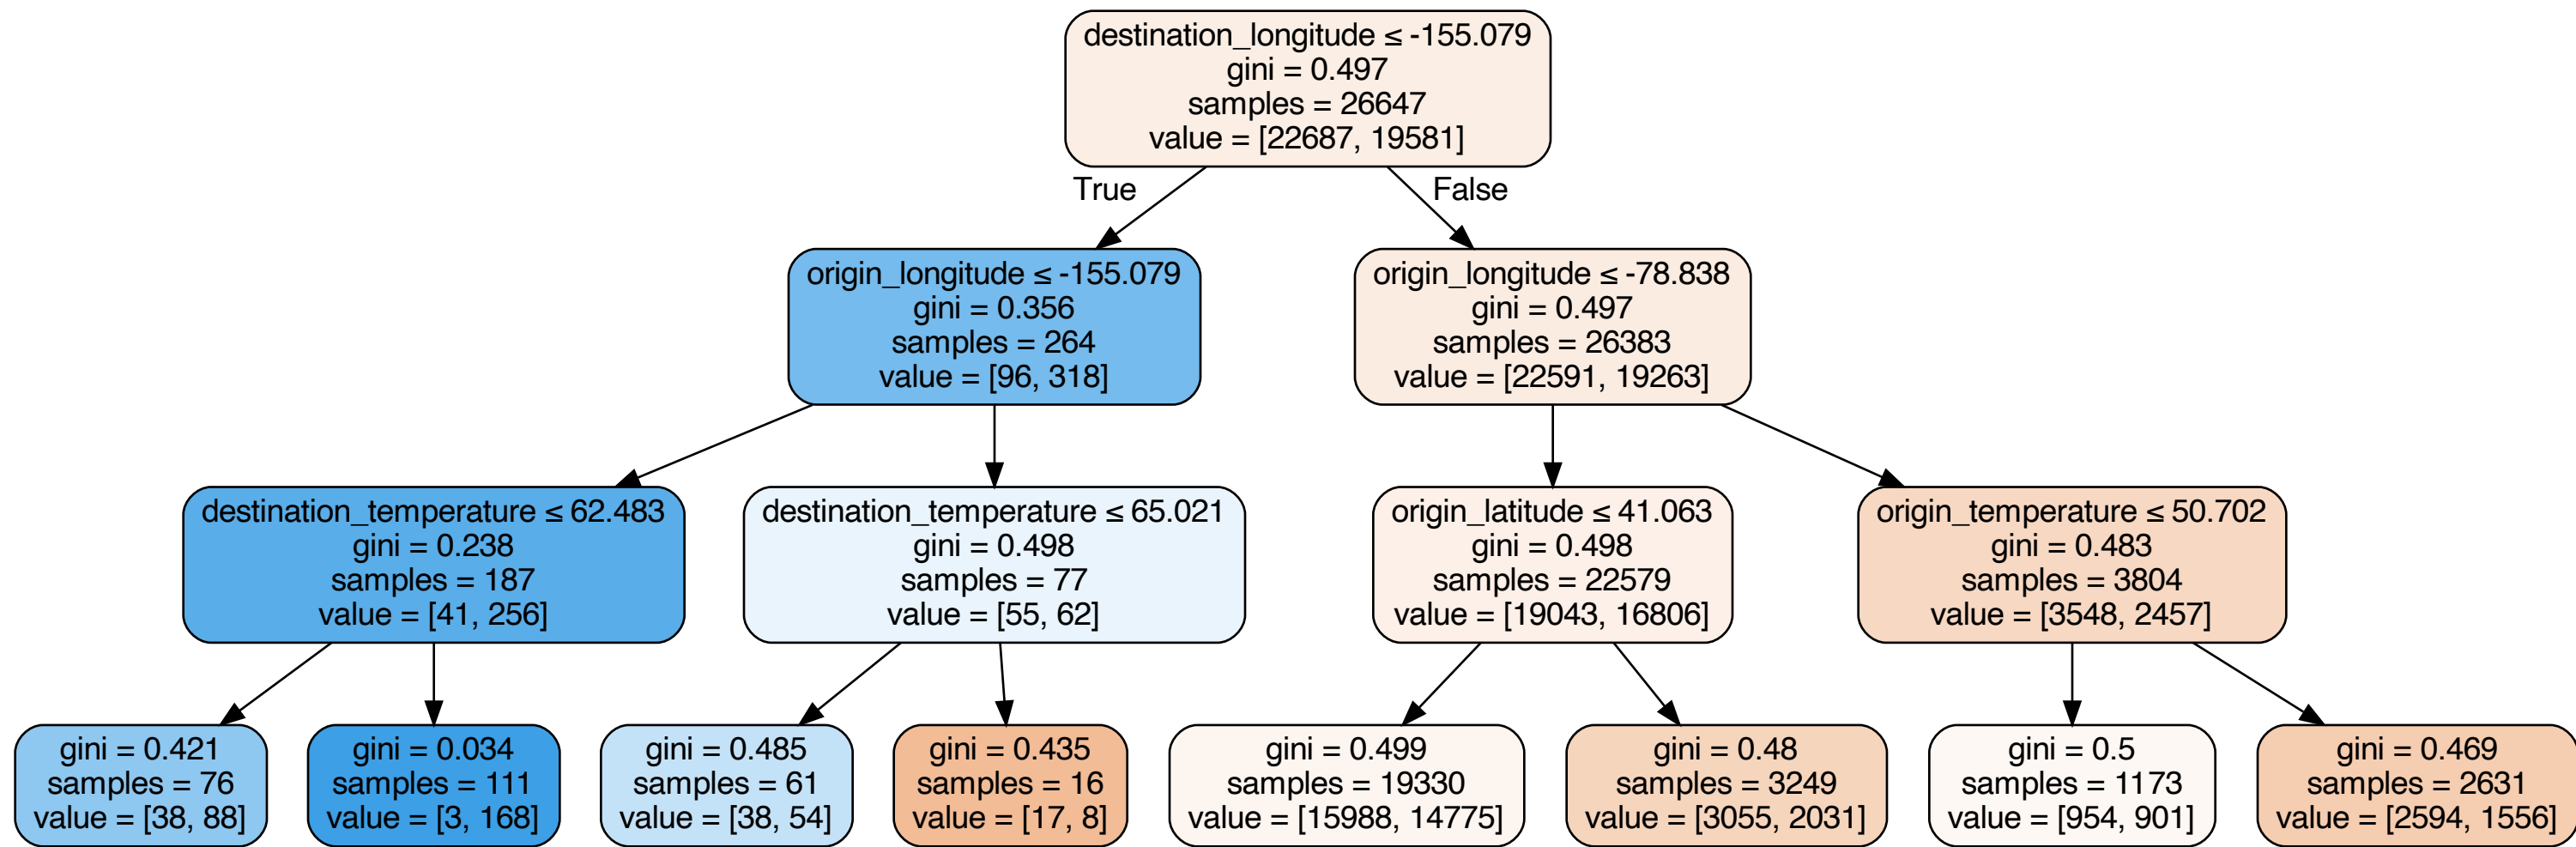 destination_longitude ≤ -155.079
gini = 0.497
samples = 26647
value = [22687, 19581]
True
False
origin_longitude ≤ -155.079
gini = 0.356
samples = 264
value = [96, 318]
origin_longitude ≤ -78.838
gini = 0.497
samples = 26383
value = [22591, 19263]
destination_temperature ≤ 62.483
gini = 0.238
samples = 187
value = [41, 256]
destination_temperature ≤ 65.021
gini = 0.498
samples = 77
value = [55, 62]
origin_latitude ≤ 41.063
gini = 0.498
samples = 22579
value = [19043, 16806]
origin_temperature ≤ 50.702
gini = 0.483
samples = 3804
value = [3548, 2457]
gini = 0.421
samples = 76
value = [38, 88]
gini = 0.034
samples = 111
value = [3, 168]
gini = 0.485
samples = 61
value = [38, 54]
gini = 0.435
samples = 16
value = [17, 8]
gini = 0.499
samples = 19330
value = [15988, 14775]
gini = 0.48
samples = 3249
value = [3055, 2031]
gini = 0.5
samples = 1173
value = [954, 901]
gini = 0.469
samples = 2631
value = [2594, 1556]